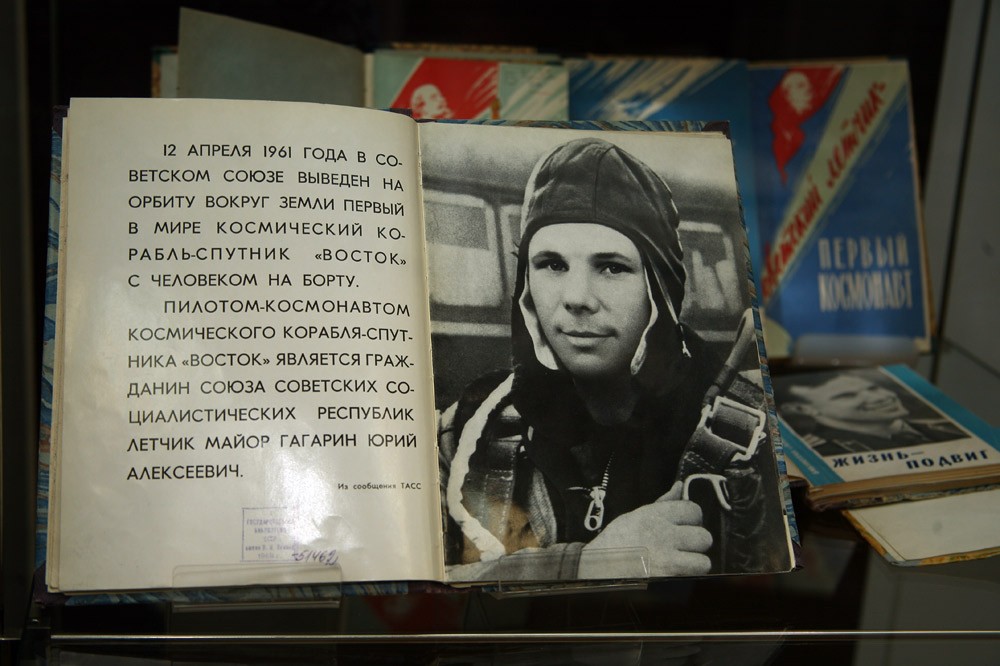 12 АПРЕЛЯ 1961 ГОДА В СО-
ВЕТСКОМ СОЮЗЕ ВЫВЕДЕН НА
ОРБИТУ ВОКРУГ ЗЕМЛИ ПЕРВЫЙ
В МИРЕ КОСМИЧЕСКИЙ КО-
РАБЛЬ-СПУТНИК «ВОСТОК»
С ЧЕЛОВЕКОМ НА БОРТУ.
ПИЛОТОМ-КОСМОНАВТОМ
КОСМИЧЕСКОГО КОРАБЛЯ-СПУТ-
НИКА «ВОСТОК» ЯВЛЯЕТСЯ ГРАЖ-
ДАНИН СОЮЗА СОВЕТСКИХ СО-
ЦИАЛИСТИЧЕСКИХ РЕСПУБЛИК
ЛЕТЧИК МАЙОР ГАГАРИН ЮРИЙ
АЛЕКСЕЕВИЧ.
Из сообщения ТАСС
советский лётчик-
ПЕРВЫЙ
КОСМОНАВТ
ЖИЗНЬ—
ПОДВИГ